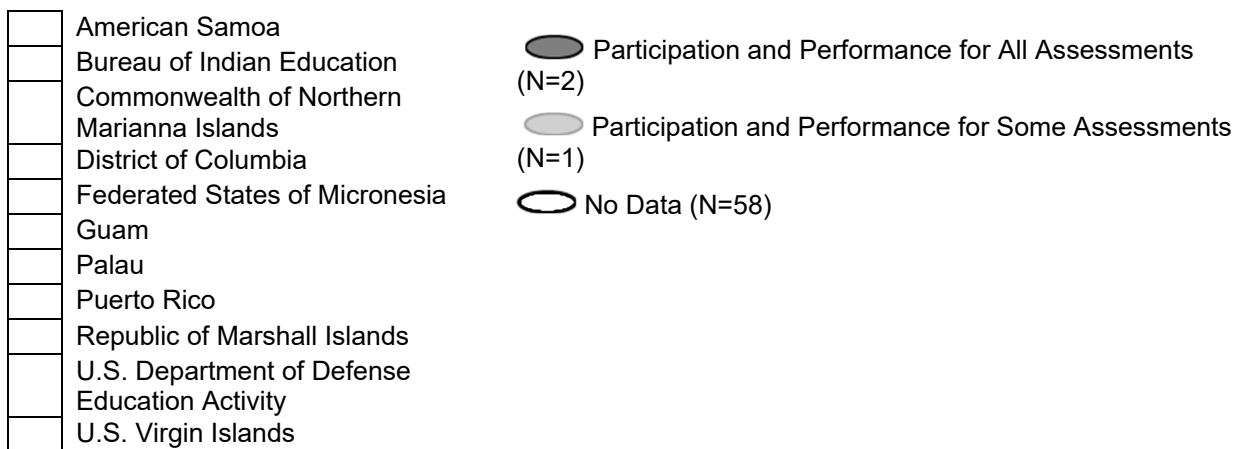 American Samoa
Bureau of Indian Education
Commonwealth of Northern
Marianna Islands
District of Columbia
Federated States of Micronesia
Guam
Palau
Puerto Rico
Republic of Marshall Islands
U.S. Department of Defense
Education Activity
U.S. Virgin Islands
Participation and Performance for All Assessments
(N=2)
Participation and Performance for Some Assessments
(N=1)
No Data (N=58)